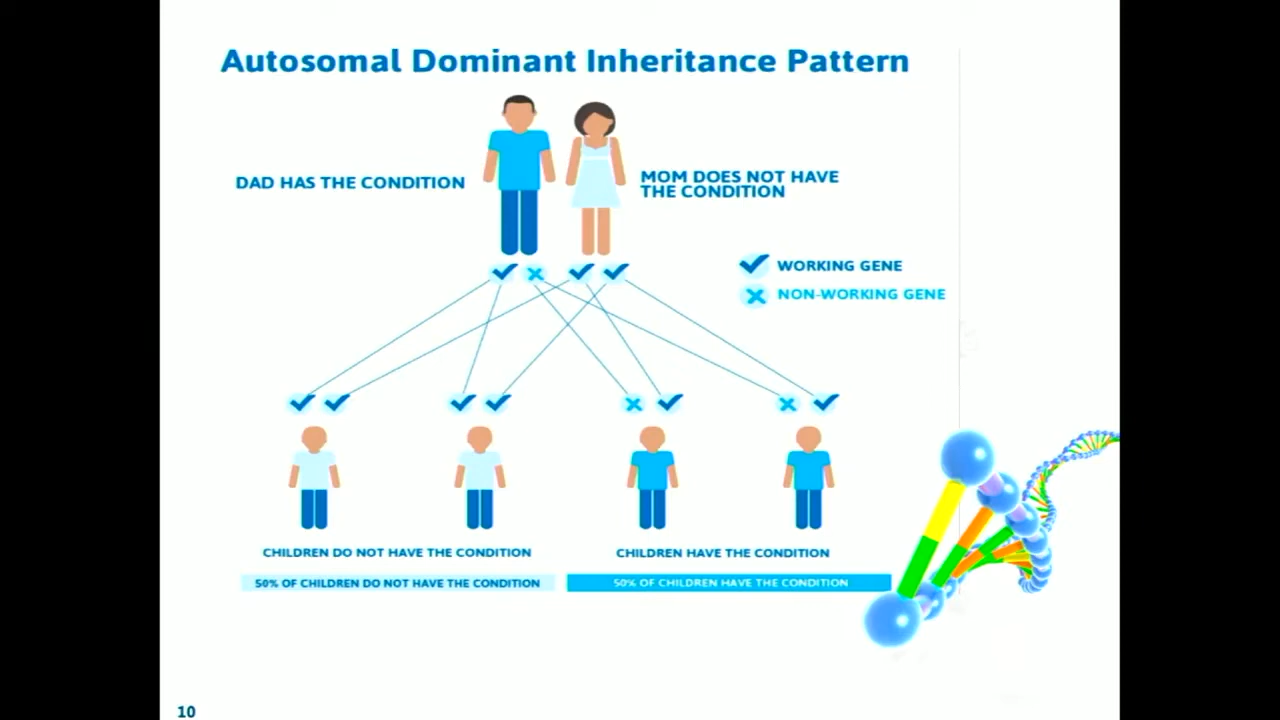 Autosomal Dominant Inheritance Pattern
DAD HAS THE CONDITION
MOM DOES NOT HAVE
THE CONDITION
WORKING GENE
NON-WORKING GENE
CHILDREN DO NOT HAVE THE CONDITION
CHILDREN HAVE THE CONDITION
50% OF CHILDREN DO NOT HAVE THE CONDITION
50% OF CHILDREN HAVE THE CONDITION
10